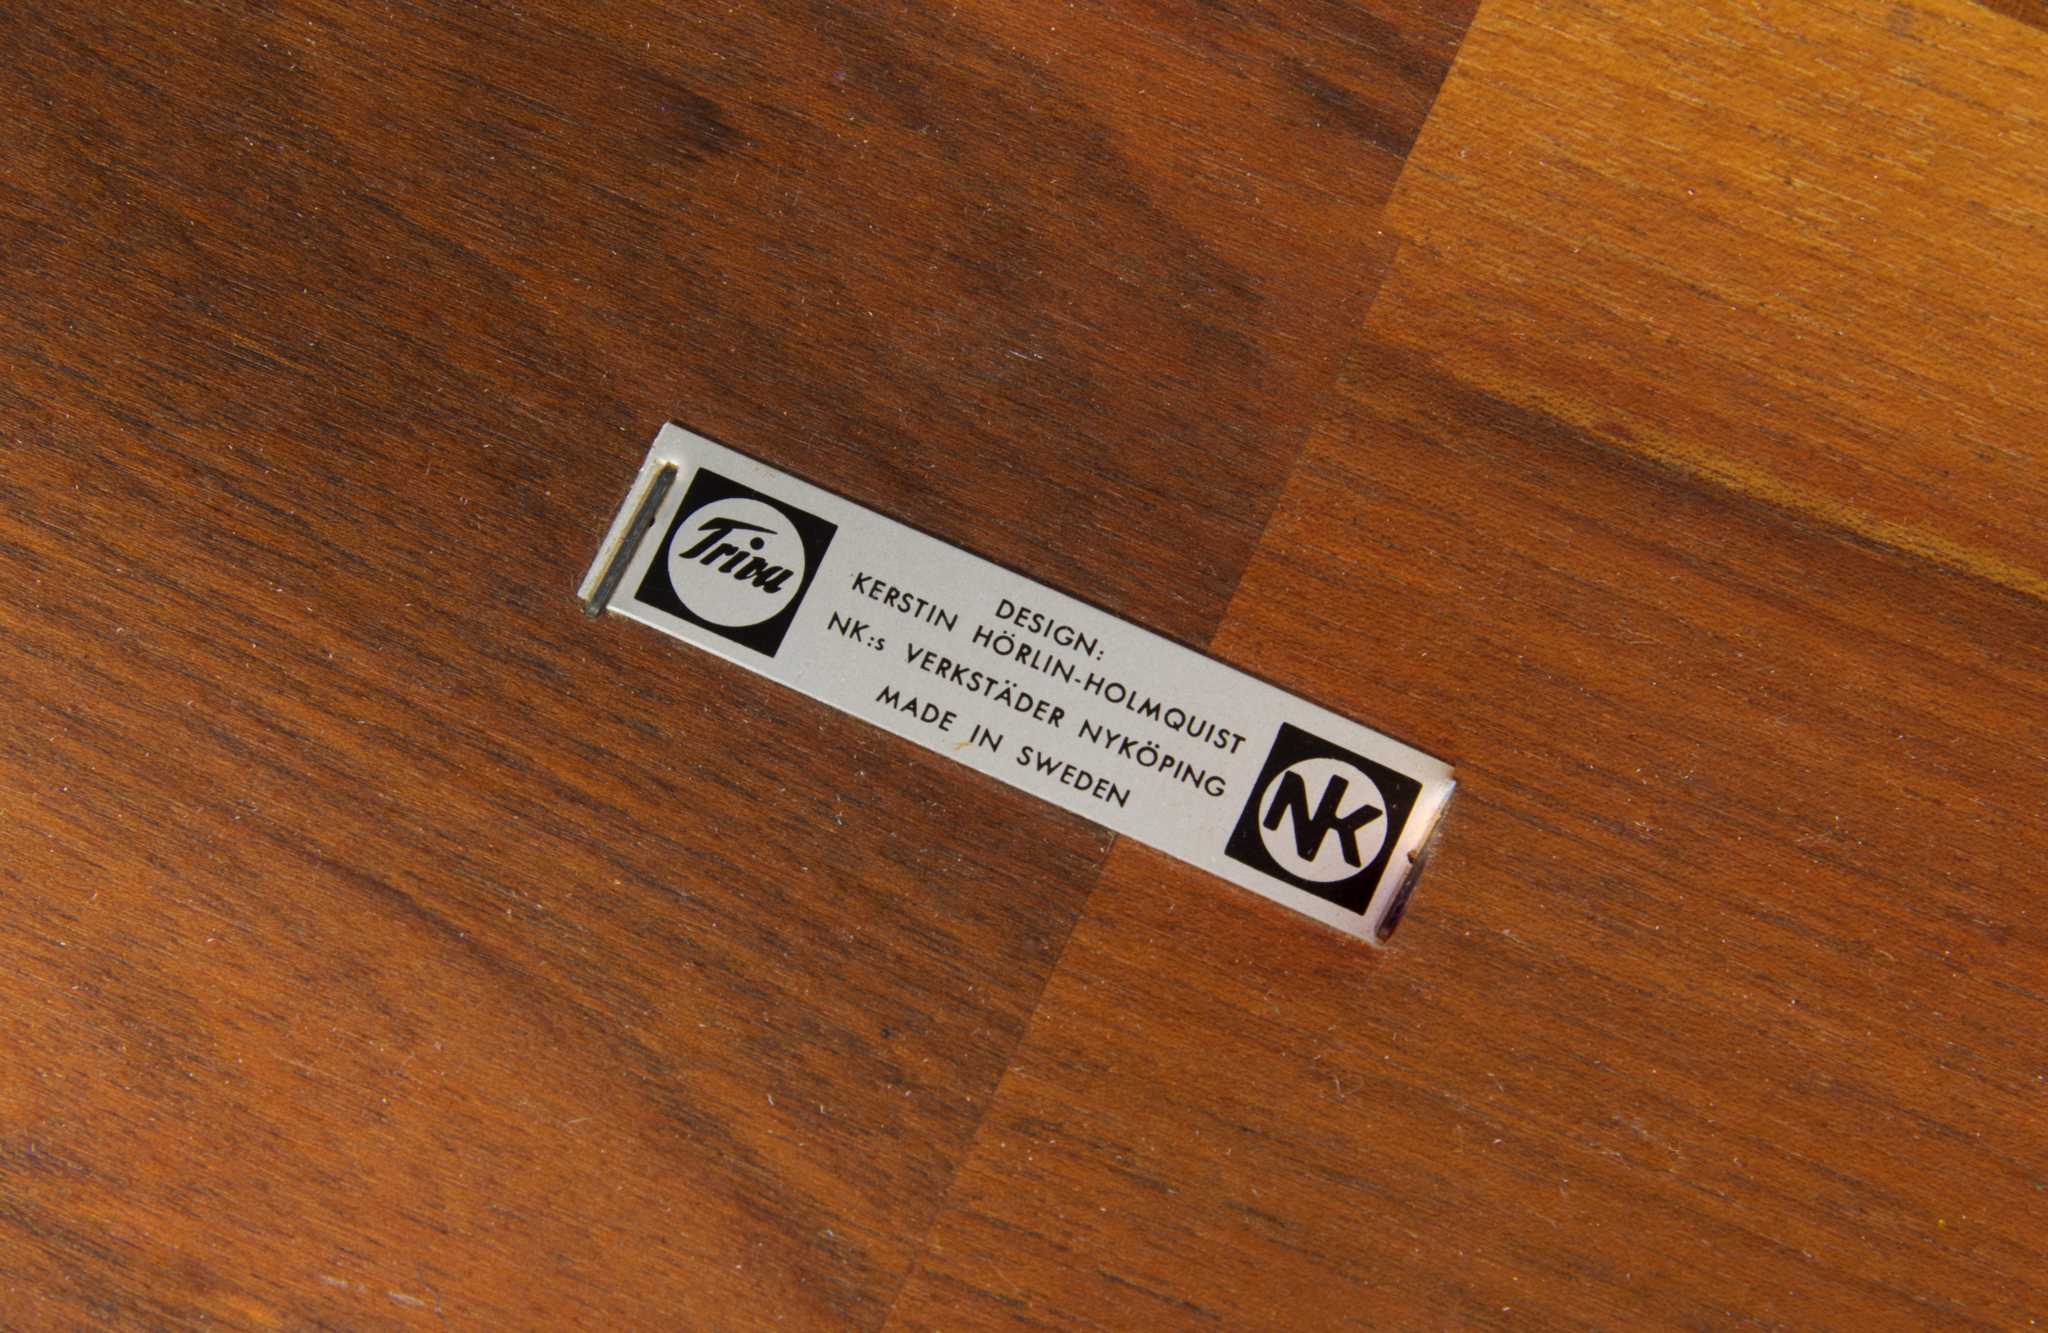 Triva
DESIGN:
KERSTIN HÖRLIN-HOLMQUIST
NK:s VERKSTÄDER NYKÖPING
MADE IN SWEDEN
NK